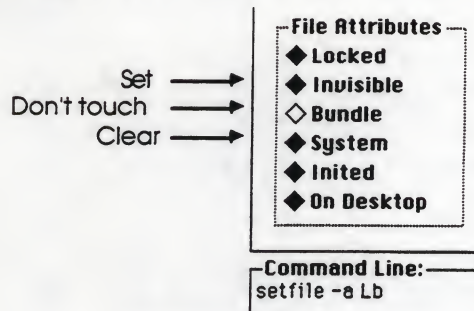 File Attributes
Locked
Set
Invisible
Don't touch
Bundle
Clear
System
Inited
On Desktop
Command Line:
setfile -a Lb